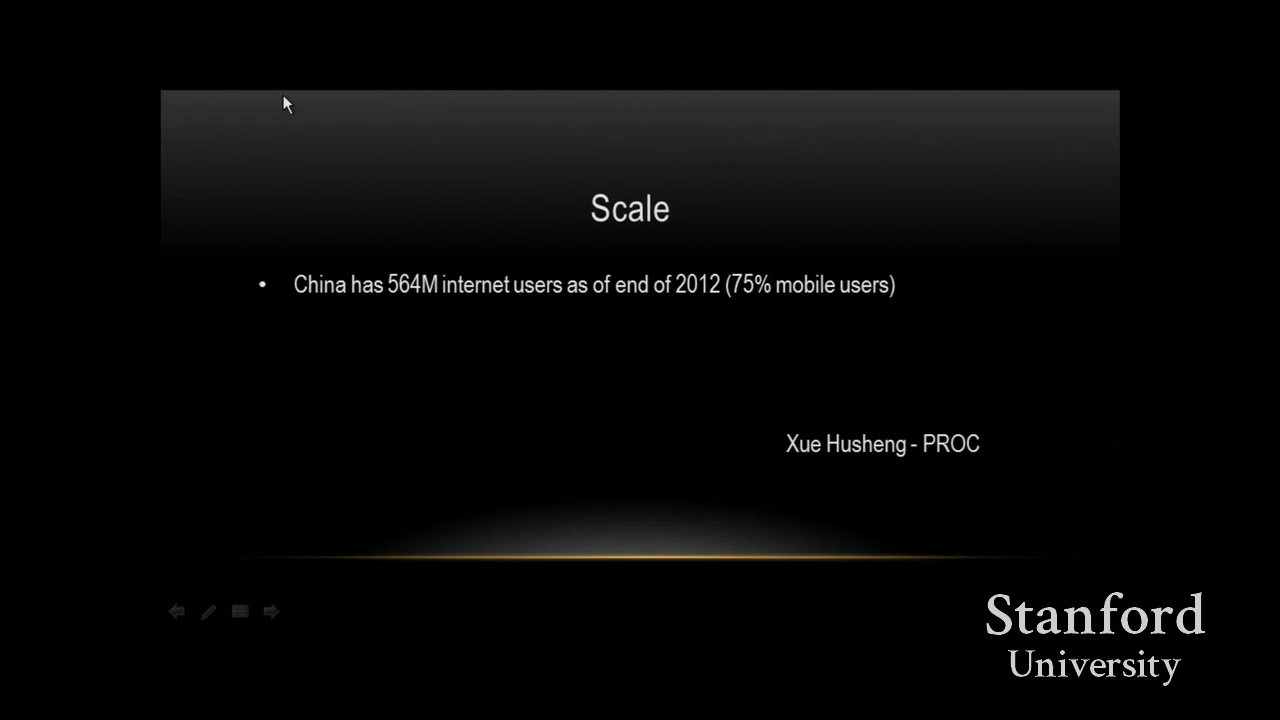 Scale
• China has 564M internet users as of end of 2012 (75% mobile users)
Xue Husheng - PROC
Stanford
University